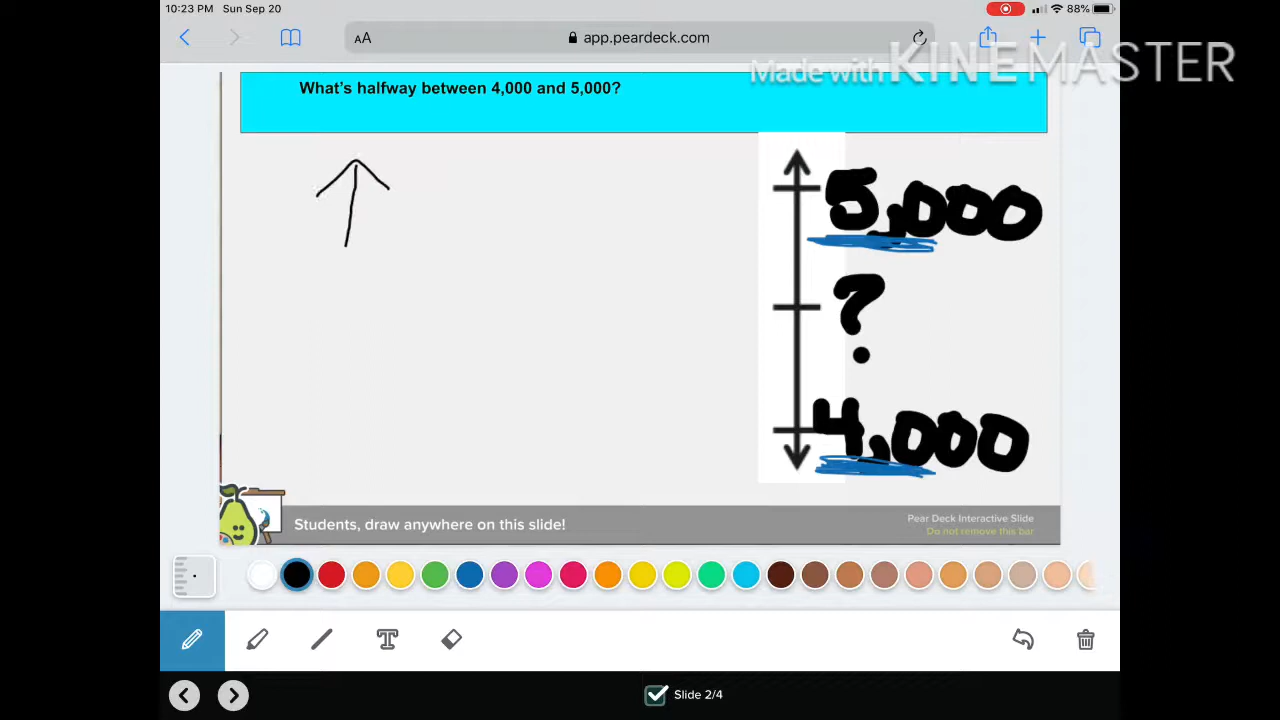 10:23 PM Sun Sep 20
88%
AA
app.peardeck.com
Made with KINEMASTER
What's halfway between 4,000 and 5,000?
5,000
?
4,000
Students, draw anywhere on this slide!
Pear Deck Interactive Slide
Do not remove this bar
T
Slide 2/4